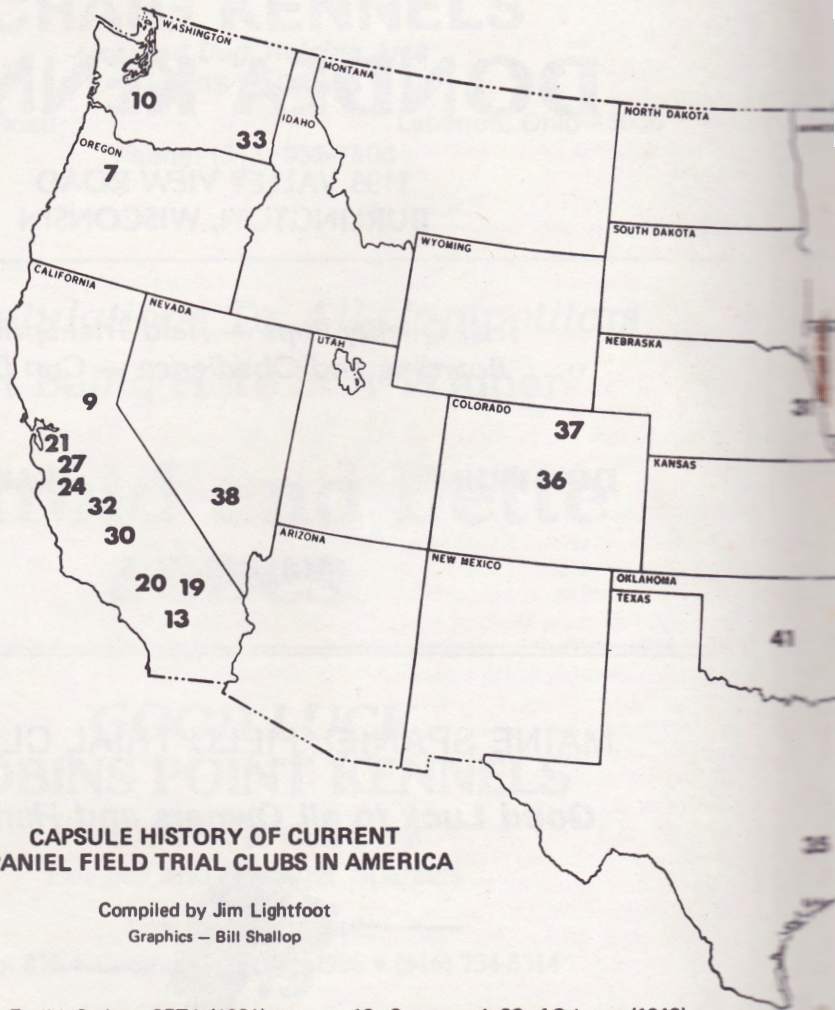 WASHINGTON
MONTANA
NORTH DAKOTA
10
IDAHO
33
OREGON
7
SOUTH DAKOTA
WYOMING
CALIFORNIA
NEVADA
UTAH
NEBRASKA
9
COLORADO
37
21
27
KANSAS
24
36
32
38
30
ARIZONA
NEW MEXICO
OKLAHOMA
20 19
TEXAS
13
41
CAPSULE HISTORY OF CURRENT
PANIEL FIELD TRIAL CLUBS IN AMERICA
Compiled by Jim Lightfoot
Graphics – Bill Shallop